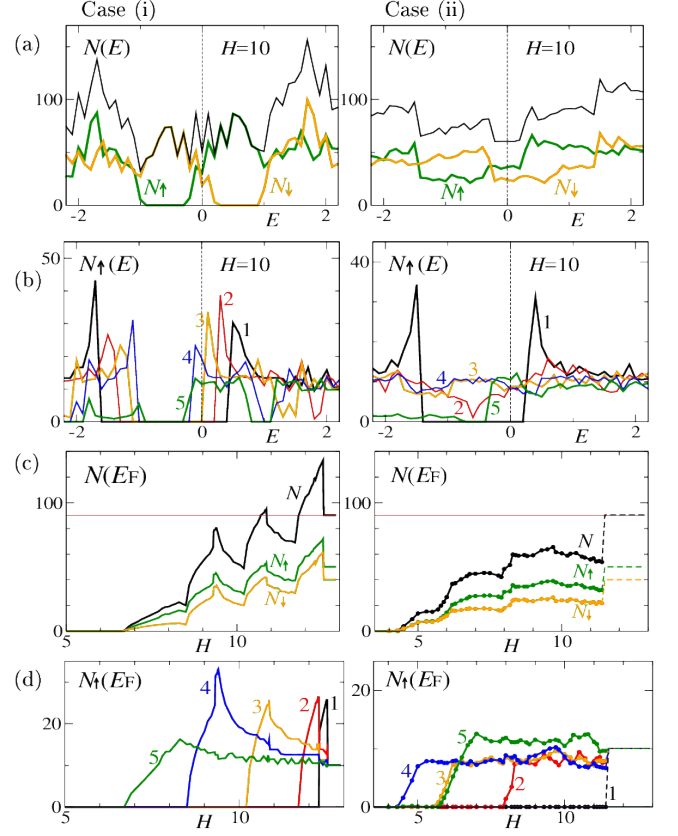 Case (i) Case (ii)
(a) N(E) H=10 N(E) H=10
100 100
N↑ N↓ N↑ N↓
0 0
-2 0 E 2 -2 0 E 2
(b) N↑(E) H=10 N↑(E) H=10
40 40
2 3 1 1
4 3
4
5 2 5
0 0
-2 0 E 2 -2 0 E 2
(c) N(EF) N(EF)
N
100 100
N
N↑ N↑
N↓ N↓
0 0
5 H 10 5 H 10
(d) N↑(EF) N↑(EF)
4 20
3 2 1
20
5 5
4 3 2 1
0 0
5 H 10 5 H 10